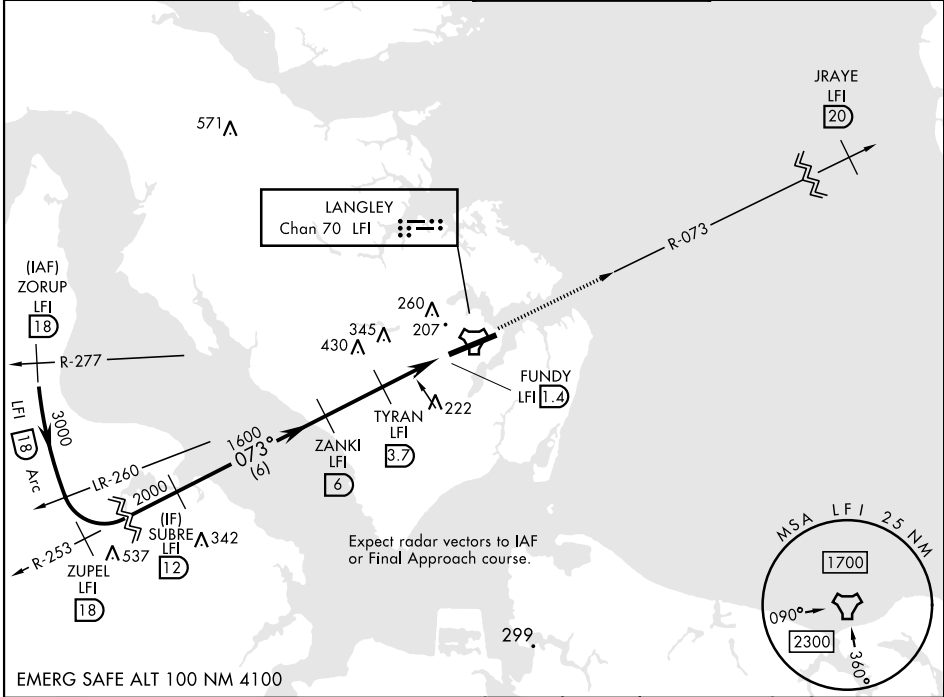 JRAYE
LFI
20
571
LANGLEY
Chan 70 LFI
R-073
(IAF)
ZORUP
LFI
18
260
207
345
430
R-277
FUNDY
LFI 1.4
222
TYRAN
LFI
3.7
LFI 18 Arc
3000
1600
073°
(6)
ZANKI
LFI
6
LR-260
2000
(IF)
SUBRE
LFI
12
342
R-253
537
ZUPEL
LFI
18
Expect radar vectors to IAF
or Final Approach course.
MSA LFI 25 NM
1700
090°
2300
360°
299
EMERG SAFE ALT 100 NM 4100